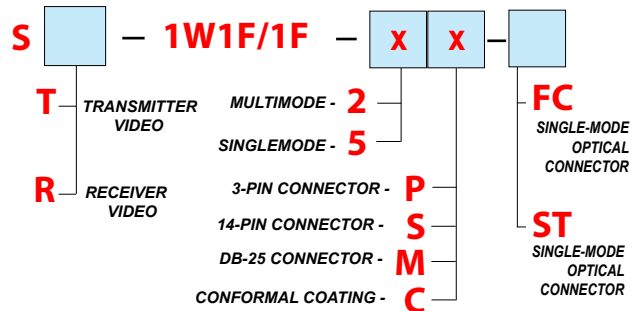 S – 1W1F/1F – x x –
T TRANSMITTER
VIDEO
R RECEIVER
VIDEO
MULTIMODE - 2
SINGLEMODE - 5
3-PIN CONNECTOR - P
14-PIN CONNECTOR - S
DB-25 CONNECTOR - M
CONFORMAL COATING - C
FC
SINGLE-MODE
OPTICAL
CONNECTOR
ST
SINGLE-MODE
OPTICAL
CONNECTOR